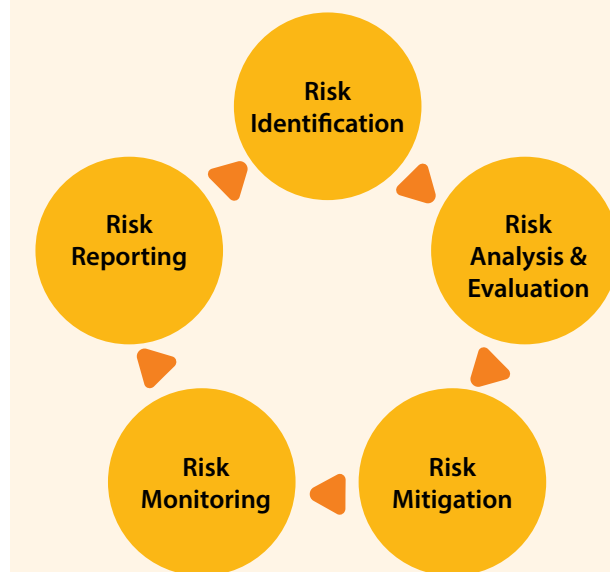 Risk
Identification
Risk
Analysis &
Evaluation
Risk
Mitigation
Risk
Monitoring
Risk
Reporting